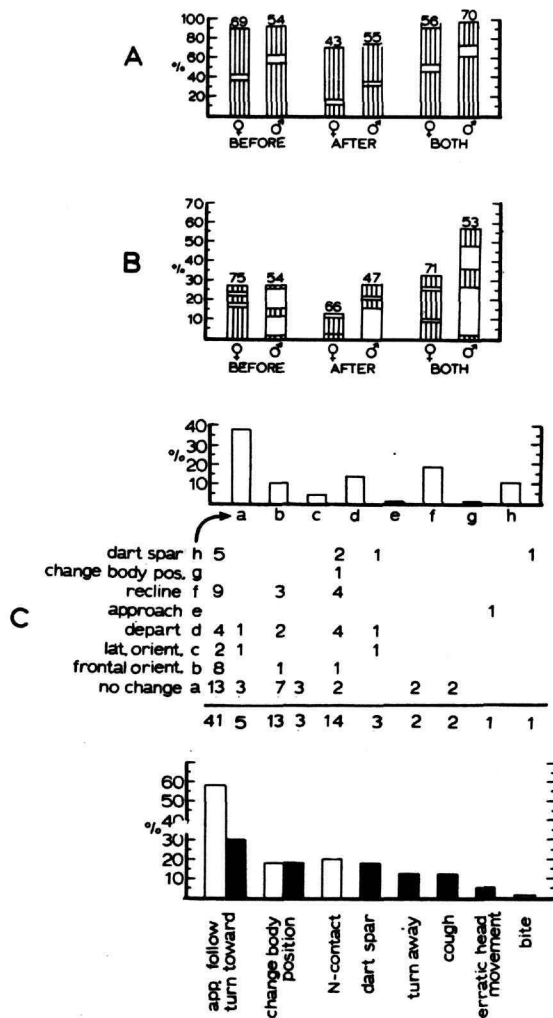 100
69 54 43 55 56 70
80
A
60
%
40
20
♀ ♂ ♀ ♂ ♀ ♂
BEFORE AFTER BOTH
70
60
53
50
B
40
%
75 54 66 47 71
30
20
10
♀ ♂ ♀ ♂ ♀ ♂
BEFORE AFTER BOTH
40
30
%
20
10
a b c d e f g h
dart spar h 5 2 1 1
change body pos. g 1
recline f 9 3 4
approach e 1
C
depart d 4 1 2 4 1
lat. orient. c 2 1 1
frontal orient. b 8 1 1
no change a 13 3 7 3 2 2 2
41 5 13 3 14 3 2 2 1 1
60
50
40
%
30
20
10
app. follow
turn toward
change body
position
N-contact
dart spar
turn away
cough
erratic head
movement
bite